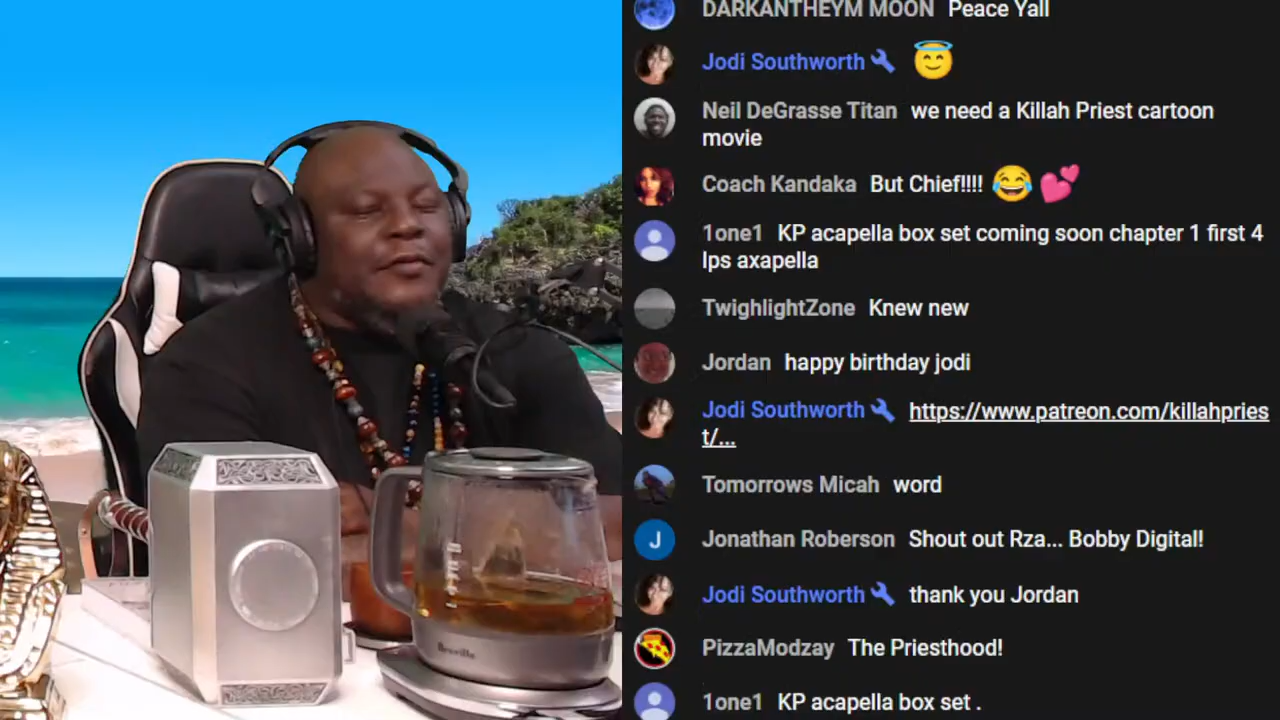 DARKANTHEYM MOON Peace Yall
Jodi Southworth
Neil DeGrasse Titan we need a Killah Priest cartoon
movie
Coach Kandaka But Chief!!!!
1one1 KP acapella box set coming soon chapter 1 first 4
lps axapella
TwighlightZone Knew new
Jordan happy birthday jodi
Jodi Southworth https://www.patreon.com/killahpries
t/...
Tomorrows Micah word
J Jonathan Roberson Shout out Rza... Bobby Digital!
Jodi Southworth thank you Jordan
PizzaModzay The Priesthood!
1one1 KP acapella box set .
Breville